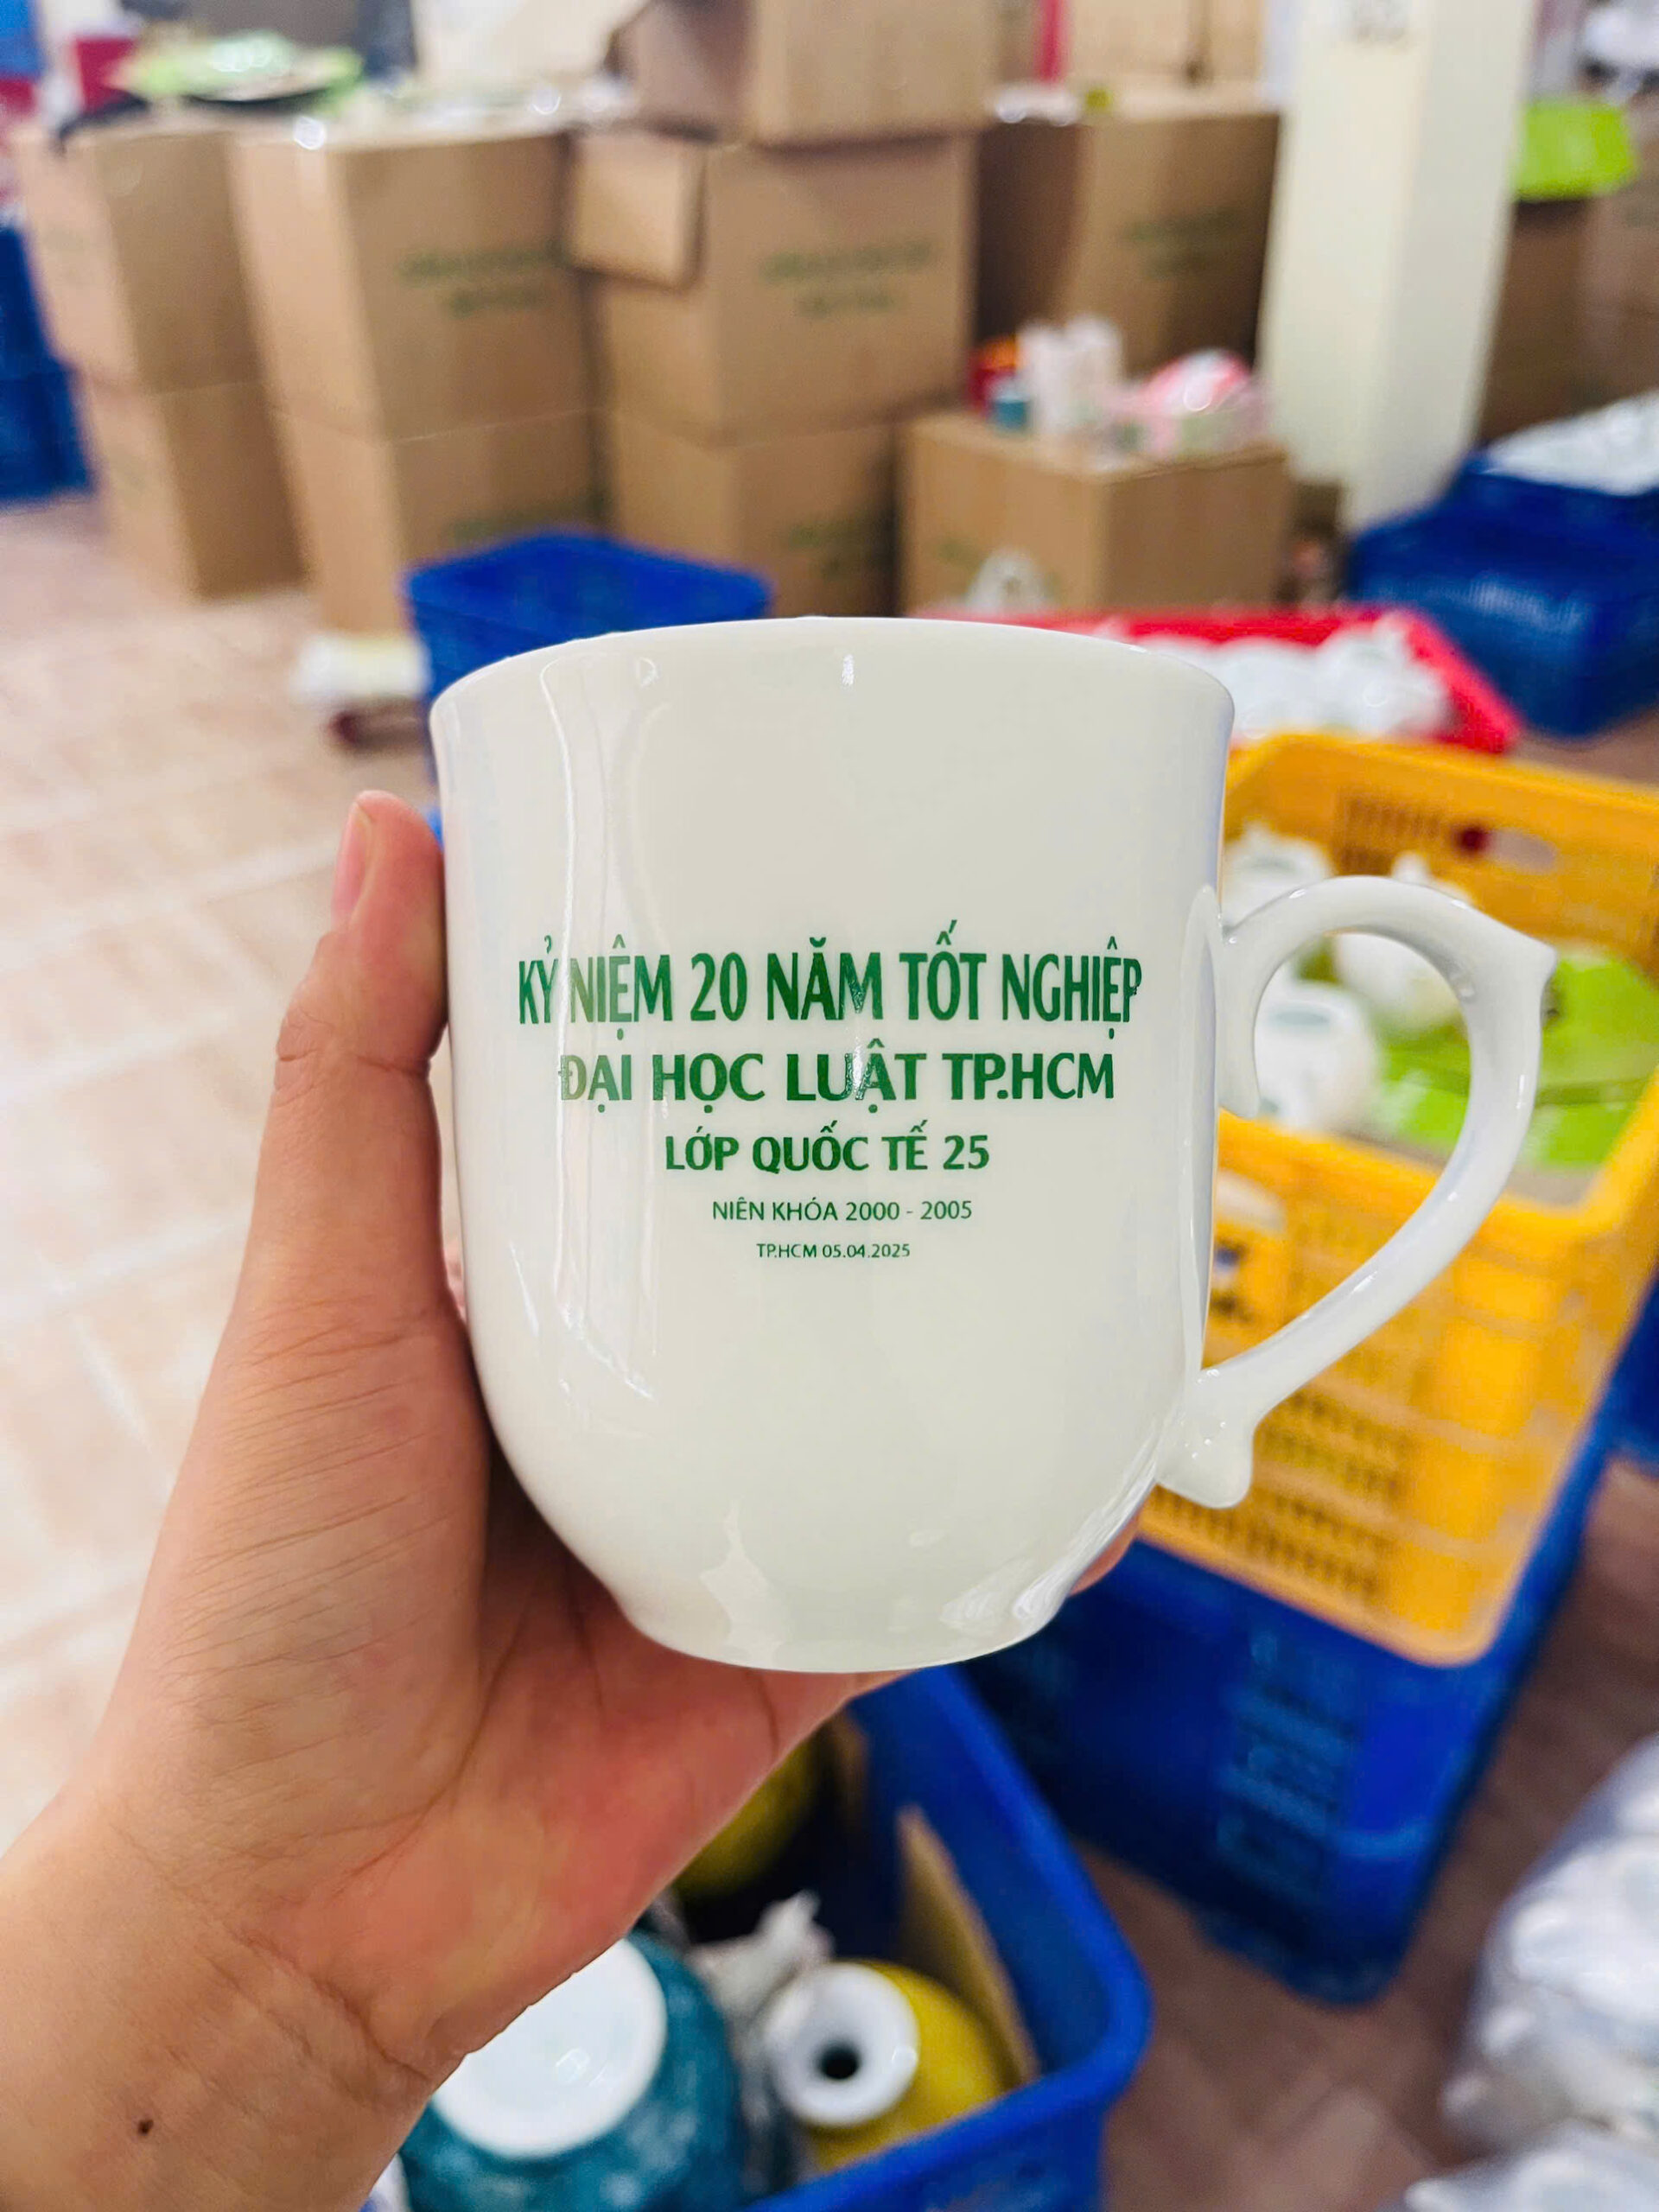 KỶ NIỆM 20 NĂM TỐT NGHIỆP
ĐẠI HỌC LUẬT TP.HCM
LỚP QUỐC TẾ 25
NIÊN KHÓA 2000 - 2005
TP.HCM 05.04.2025